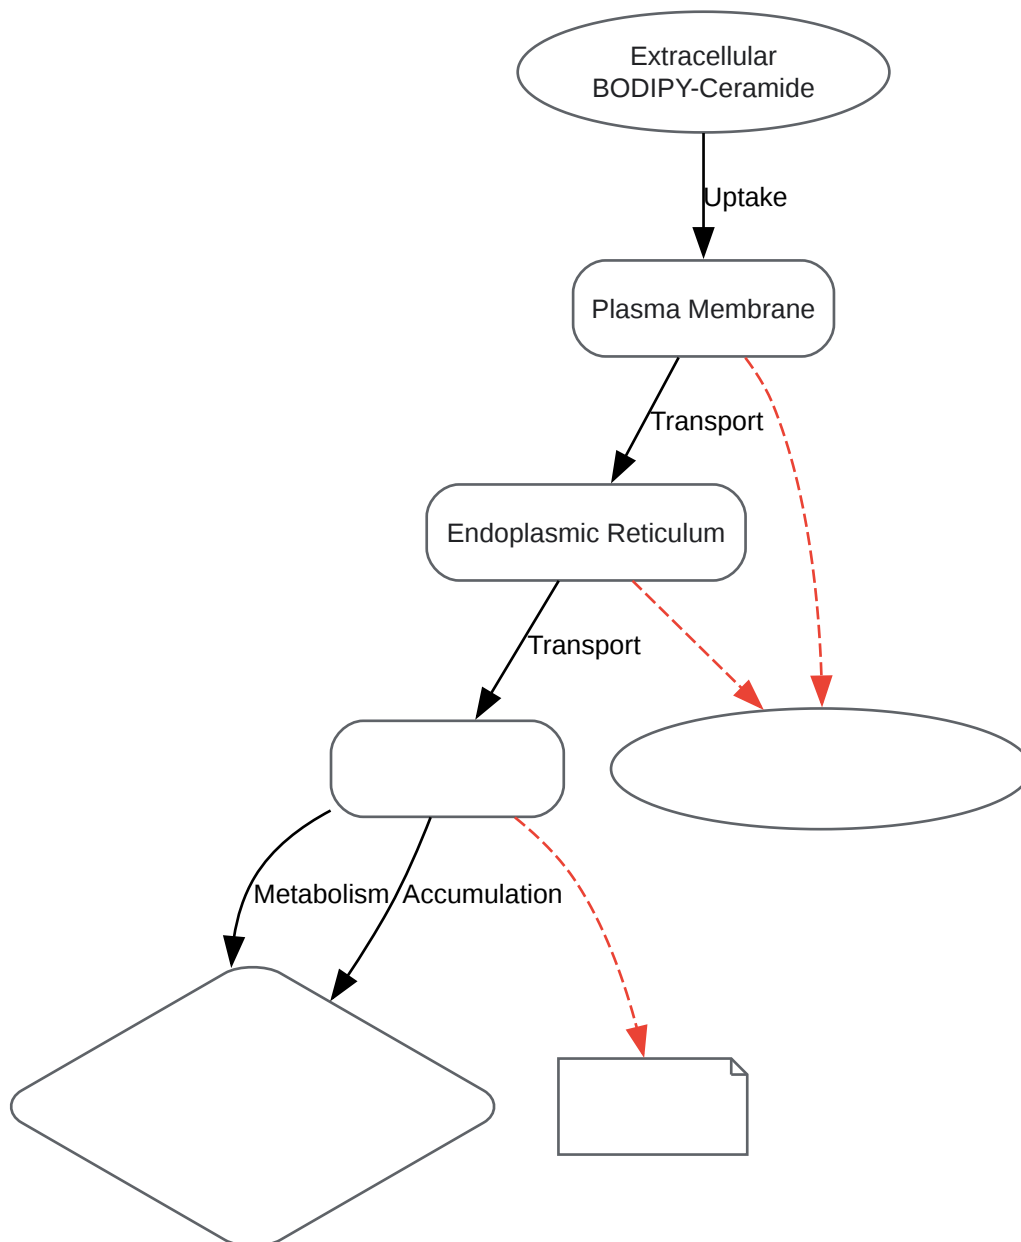 Extracellular
BODIPY-Ceramide
Uptake
Plasma Membrane
Transport
Endoplasmic Reticulum
Transport
Metabolism
Accumulation